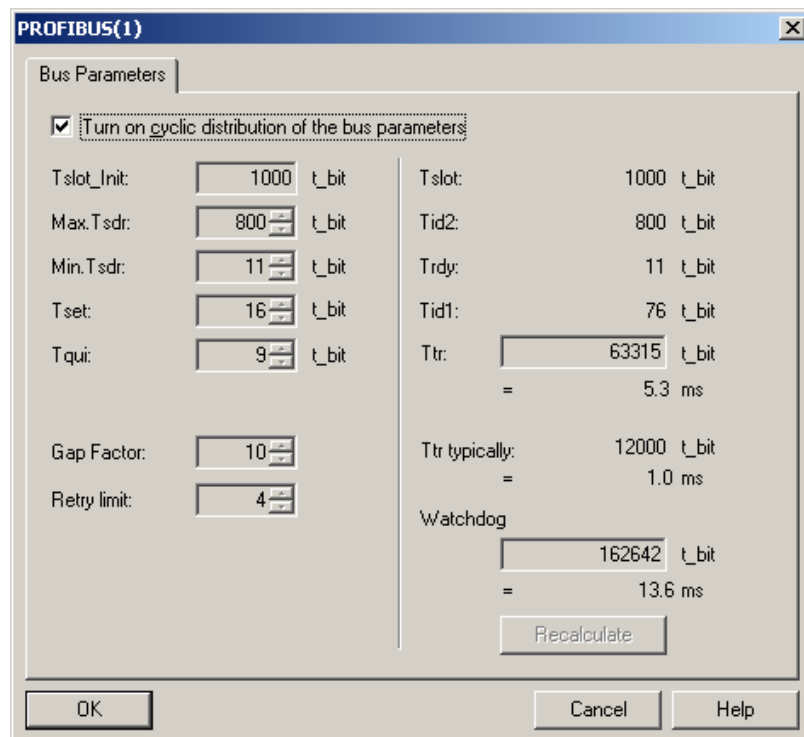 PROFIBUS(1)
Bus Parameters
Turn on cyclic distribution of the bus parameters
Tslot_Init: 1000 t_bit
Max.Tsdr: 800 t_bit
Min.Tsdr: 11 t_bit
Tset: 16 t_bit
Tqui: 9 t_bit
Gap Factor: 10
Retry limit: 4
Tslot: 1000 t_bit
Tid2: 800 t_bit
Trdy: 11 t_bit
Tid1: 76 t_bit
Ttr: 63315 t_bit
= 5.3 ms
Ttr typically: 12000 t_bit
= 1.0 ms
Watchdog
162642 t_bit
= 13.6 ms
Recalculate
OK
Cancel
Help